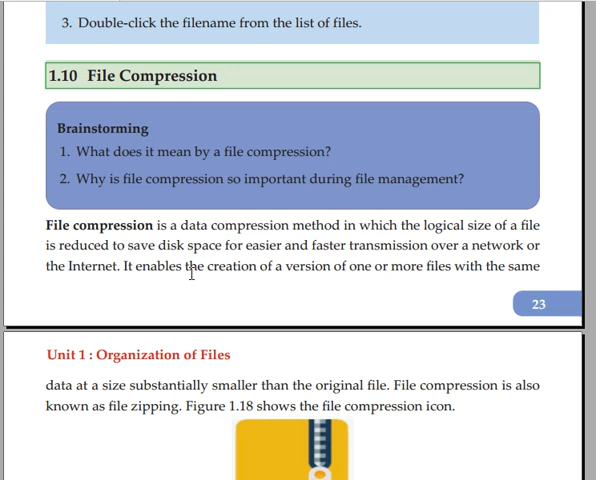 3. Double-click the filename from the list of files.
1.10 File Compression
Brainstorming
1. What does it mean by a file compression?
2. Why is file compression so important during file management?
File compression is a data compression method in which the logical size of a file
is reduced to save disk space for easier and faster transmission over a network or
the Internet. It enables the creation of a version of one or more files with the same
23
Unit 1 : Organization of Files
data at a size substantially smaller than the original file. File compression is also
known as file zipping. Figure 1.18 shows the file compression icon.